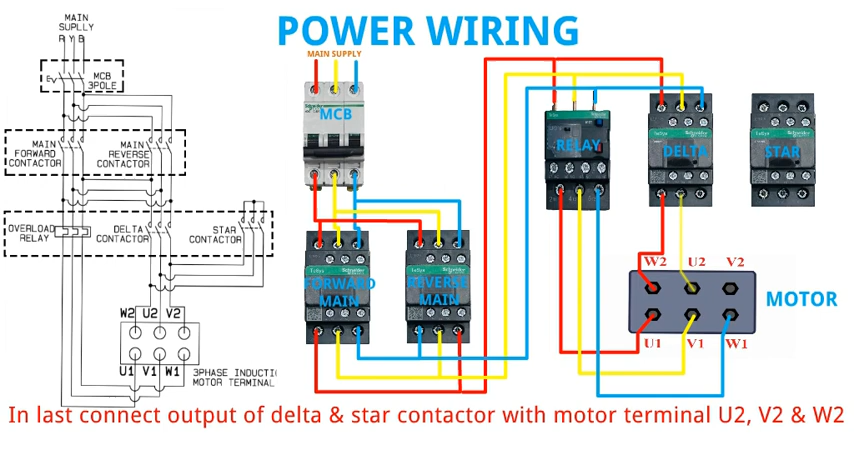 POWER WIRING
MAIN
SUPLLY
R Y B
MCB
3POLE
MAIN
FORWARD
CONTACTOR
MAIN
REVERSE
CONTACTOR
OVERLOAD
RELAY
DELTA
CONTACTOR
STAR
CONTACTOR
W2 U2 V2
U1 V1 W1
3PHASE INDUCTI
MOTOR TERMINAL
MAIN SUPPLY
MCB
FORWARD
MAIN
REVERSE
MAIN
RELAY
DELTA
STAR
W2 U2 V2
MOTOR
U1 V1 W1
In last connect output of delta & star contactor with motor terminal U2, V2 & W2